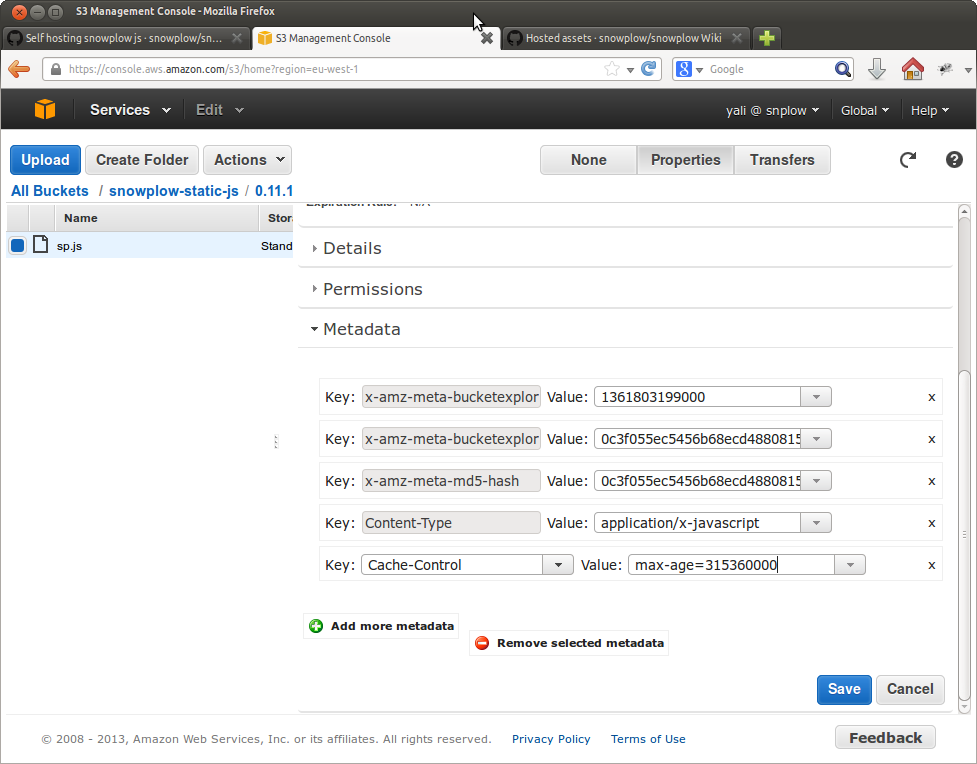 S3 Management Console - Mozilla Firefox
Self hosting snowplow js · snowplow/sn... S3 Management Console Hosted assets · snowplow/snowplow Wiki
https://console.aws.amazon.com/s3/home?region=eu-west-1 8 Google
Services Edit yali @ snplow Global Help
Upload Create Folder Actions None Properties Transfers ?
All Buckets / snowplow-static-js / 0.11.1
Name Stora
Expiration Rule: N/A
sp.js Stand
Details
Permissions
Metadata
Key: x-amz-meta-bucketexplor Value: 1361803199000 x
Key: x-amz-meta-bucketexplor Value: 0c3f055ec5456b68ecd4880815 x
Key: x-amz-meta-md5-hash Value: 0c3f055ec5456b68ecd4880815 x
Key: Content-Type Value: application/x-javascript x
Key: Cache-Control Value: max-age=315360000 x
Add more metadata
Remove selected metadata
Save Cancel
© 2008 - 2013, Amazon Web Services, Inc. or its affiliates. All rights reserved. Privacy Policy Terms of Use Feedback